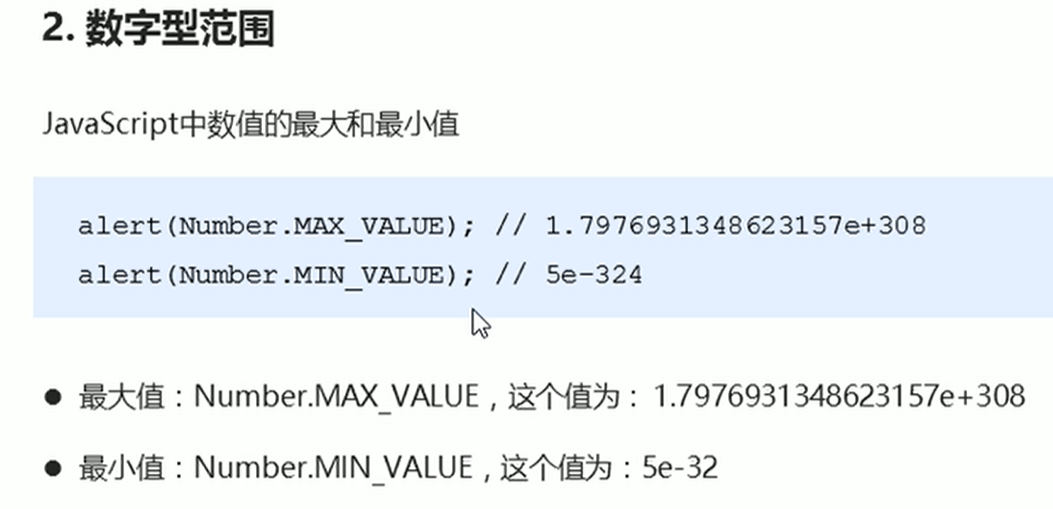 2. 数字型范围
JavaScript中数值的最大和最小值
alert(Number.MAX_VALUE); // 1.7976931348623157e+308
alert(Number.MIN_VALUE); // 5e-324
● 最大值：Number.MAX_VALUE，这个值为： 1.7976931348623157e+308
● 最小值：Number.MIN_VALUE，这个值为：5e-32